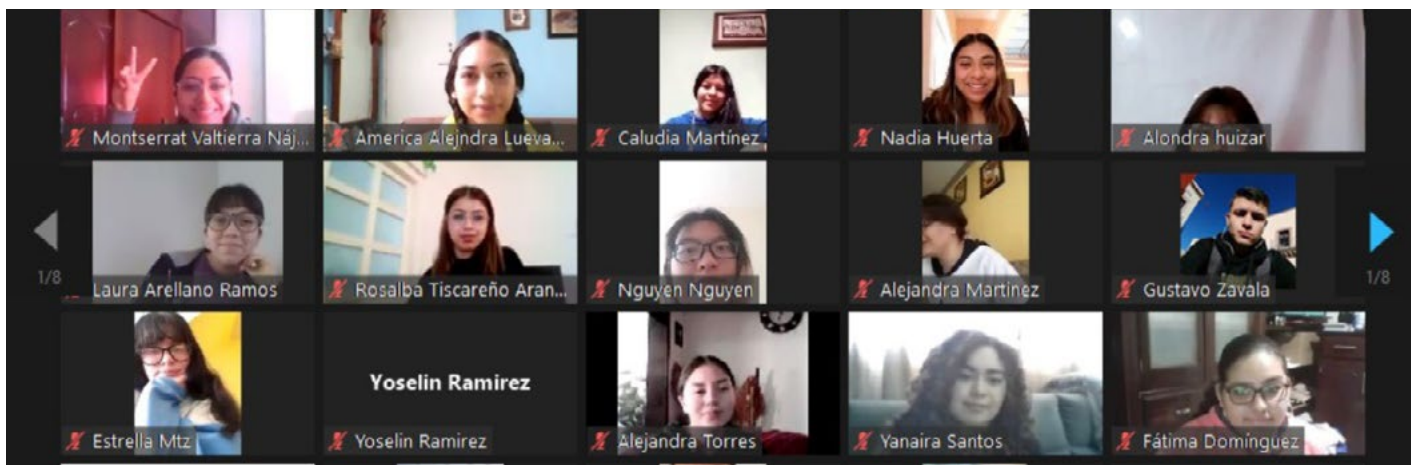 Montserrat Valtierra Náj...
America Alejndra Lueva...
Caludia Martínez
Nadia Huerta
Alondra huizar
1/8
Laura Arellano Ramos
Rosalba Tiscareño Aran...
Nguyen Nguyen
Alejandra Martinez
Gustavo Zavala
1/8
Estrella Mtz
Yoselin Ramirez
Yoselin Ramirez
Alejandra Torres
Yanaira Santos
Fátima Domínguez